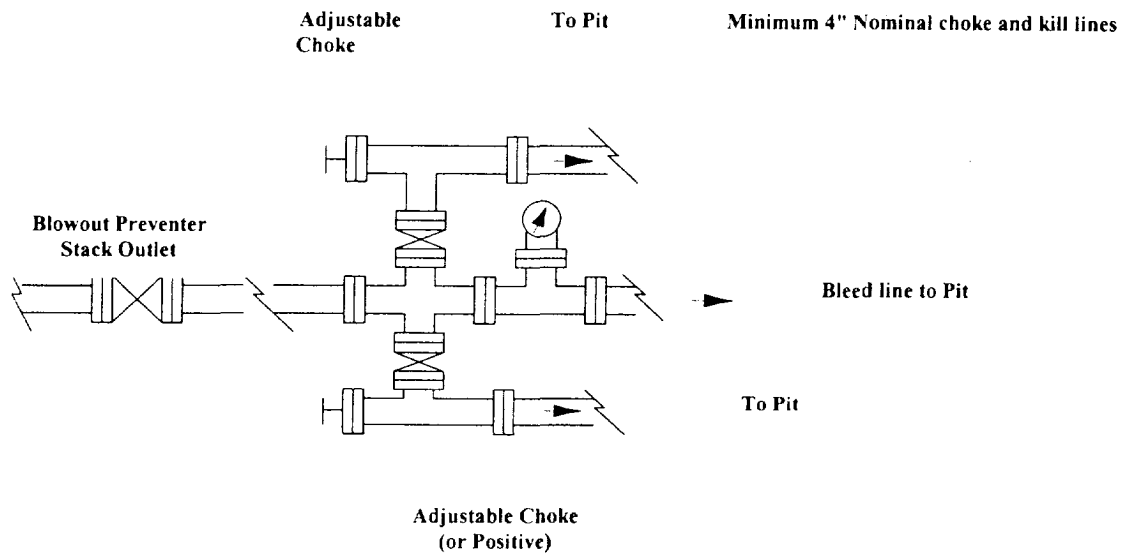 Adjustable
Choke
To Pit
Minimum 4" Nominal choke and kill lines
Blowout Preventer
Stack Outlet
Bleed line to Pit
To Pit
Adjustable Choke
(or Positive)